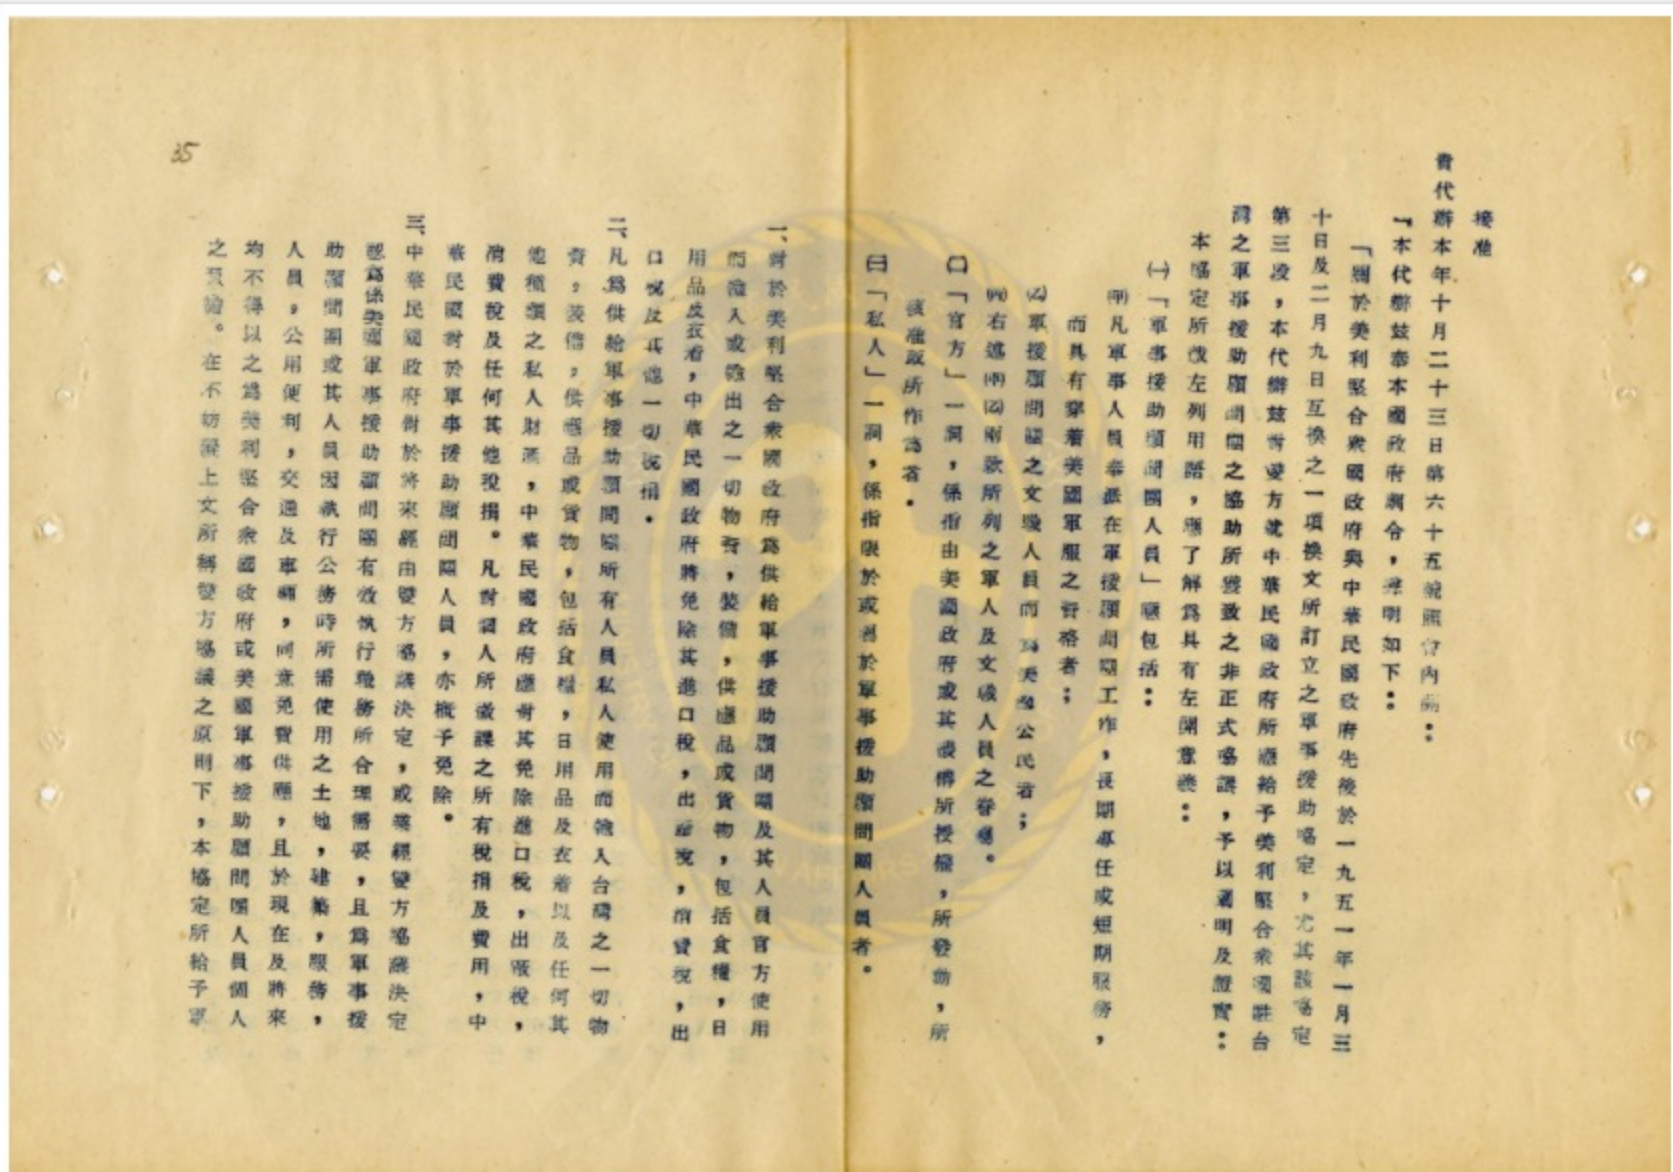 接准
貴代辦本年十月二十三日第六十五號照會內開：
『本代辦茲奉本國政府訓令，聲明如下：
「關於美利堅合衆國政府與中華民國政府先後於一九五一年一月三
十日及二月九日互換之一項換文所訂立之軍事援助協定，尤其該協定
第三段，本代辦茲對雙方就中華民國政府所應給予美利堅合衆國駐台
灣之軍事援助顧問團之協助所獲致之非正式協議，予以述明及證實：
本協定所載左列用語，應了解爲具有左開意義：
㈠「軍事援助顧問團人員」應包括：
㈙凡軍事人員奉派在軍援顧問團工作，長期專任或短期服務，
而具有穿着美國軍服之資格者；
㈚軍援顧問團之文職人員而爲美國公民者；
㈛右述㈙㈚兩款所列之軍人及文職人員之眷屬。
㈡「官方」一詞，係指由美國政府或其機構所授權，所發動，所
核准或所作爲者。
㈢「私人」一詞，係指限於或屬於軍事援助顧問團人員者。
一、對於美利堅合衆國政府爲供給軍事援助顧問團及其人員官方使用
而輸入或輸出之一切物資，裝備，供應品或貨物，包括食糧，日
用品及衣着，中華民國政府將免除其進口稅，出廠稅，消費稅，出
口稅及其他一切稅捐。
二、凡爲供給軍事援助顧問團所有人員私人使用而輸入台灣之一切物
資，裝備，供應品或貨物，包括食糧，日用品及衣着以及任何其
他種類之私人財產，中華民國政府應對其免除進口稅，出廠稅，
消費稅及任何其他稅捐。凡對個人所徵課之所有稅捐及費用，中
華民國對於軍事援助顧問團人員，亦概予免除。
三、中華民國政府對於將來經由雙方協議決定，或業經雙方協議決定
認爲係美國軍事援助顧問團有效執行職務所合理需要，且爲軍事援
助顧問團或其人員因執行公務時所需使用之土地，建築，服務，
人員，公用便利，交通及車輛，同意免費供應，且於現在及將來
均不得以之爲美利堅合衆國政府或美國軍事援助顧問團人員個人
之負擔。在不妨礙上文所稱雙方協議之原則下，本協定所給予軍
35